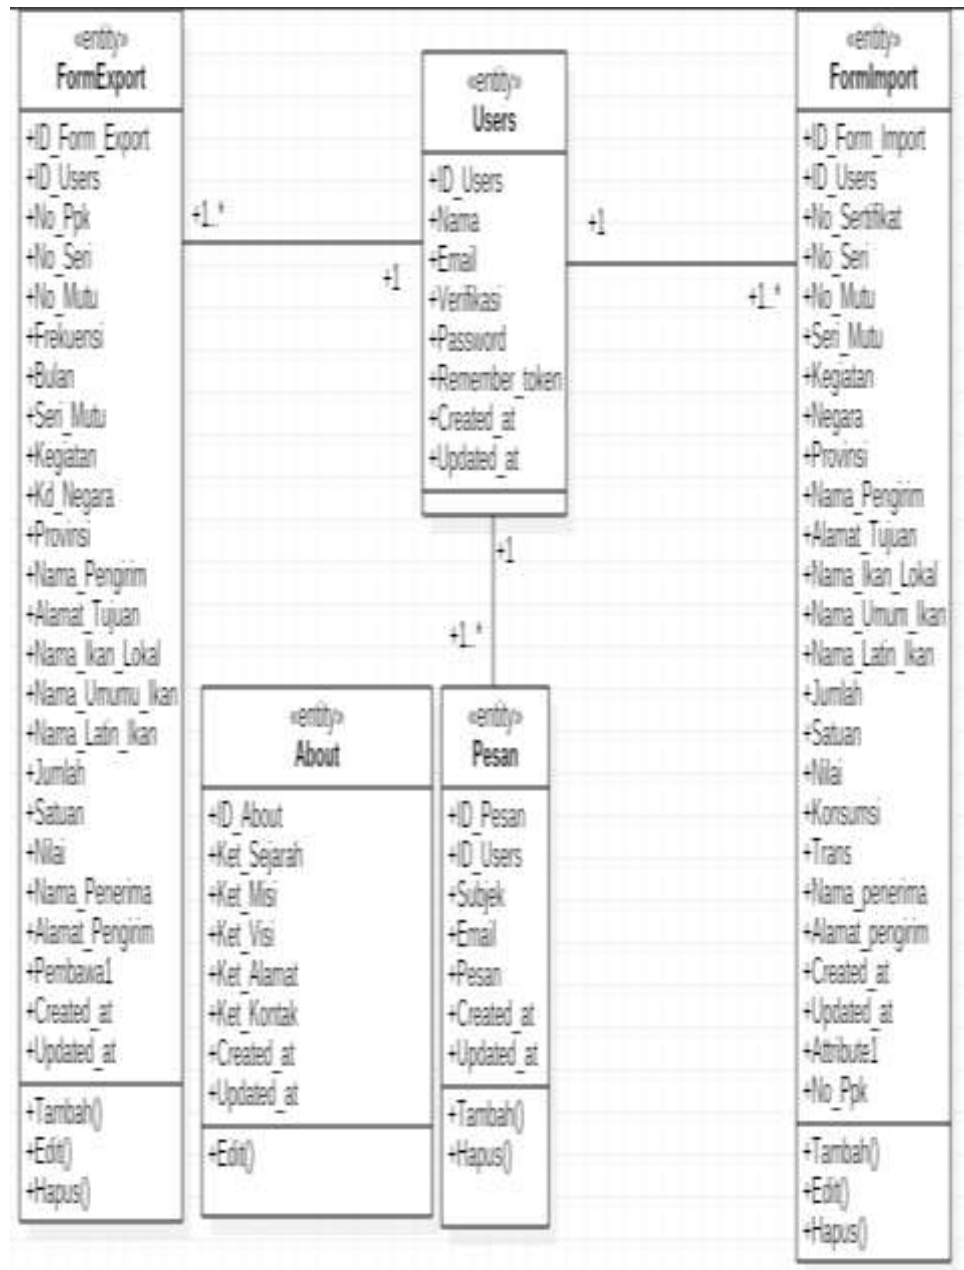 «entity»
FormExport
+ID_Form_Export
+ID_Users
+No_Ppk
+No_Seri
+No_Mutu
+Frekuensi
+Bulan
+Seri_Mutu
+Kegiatan
+Kd_Negara
+Provinsi
+Nama_Pengirim
+Alamat_Tujuan
+Nama_Ikan_Lokal
+Nama_Umumu_Ikan
+Nama_Latin_Ikan
+Jumlah
+Satuan
+Nilai
+Nama_Penerima
+Alamat_Pengirim
+Pembawa1
+Created_at
+Updated_at
+Tambah()
+Edit()
+Hapus()
+1..*
+1
«entity»
Users
+ID_Users
+Nama
+Email
+Verifikasi
+Password
+Remember_token
+Created_at
+Updated_at
+1
+1..*
+1
+1..*
«entity»
About
+ID_About
+Ket_Sejarah
+Ket_Misi
+Ket_Visi
+Ket_Alamat
+Ket_Kontak
+Created_at
+Updated_at
+Edit()
«entity»
Pesan
+ID_Pesan
+ID_Users
+Subjek
+Email
+Pesan
+Created_at
+Updated_at
+Tambah()
+Hapus()
«entity»
FormImport
+ID_Form_Import
+ID_Users
+No_Sertifikat
+No_Seri
+No_Mutu
+Seri_Mutu
+Kegiatan
+Negara
+Provinsi
+Nama_Pengirim
+Alamat_Tujuan
+Nama_Ikan_Lokal
+Nama_Umum_Ikan
+Nama_Latin_Ikan
+Jumlah
+Satuan
+Nilai
+Konsumsi
+Trans
+Nama_penerima
+Alamat_pengirim
+Created_at
+Updated_at
+Attribute1
+No_Ppk
+Tambah()
+Edit()
+Hapus()